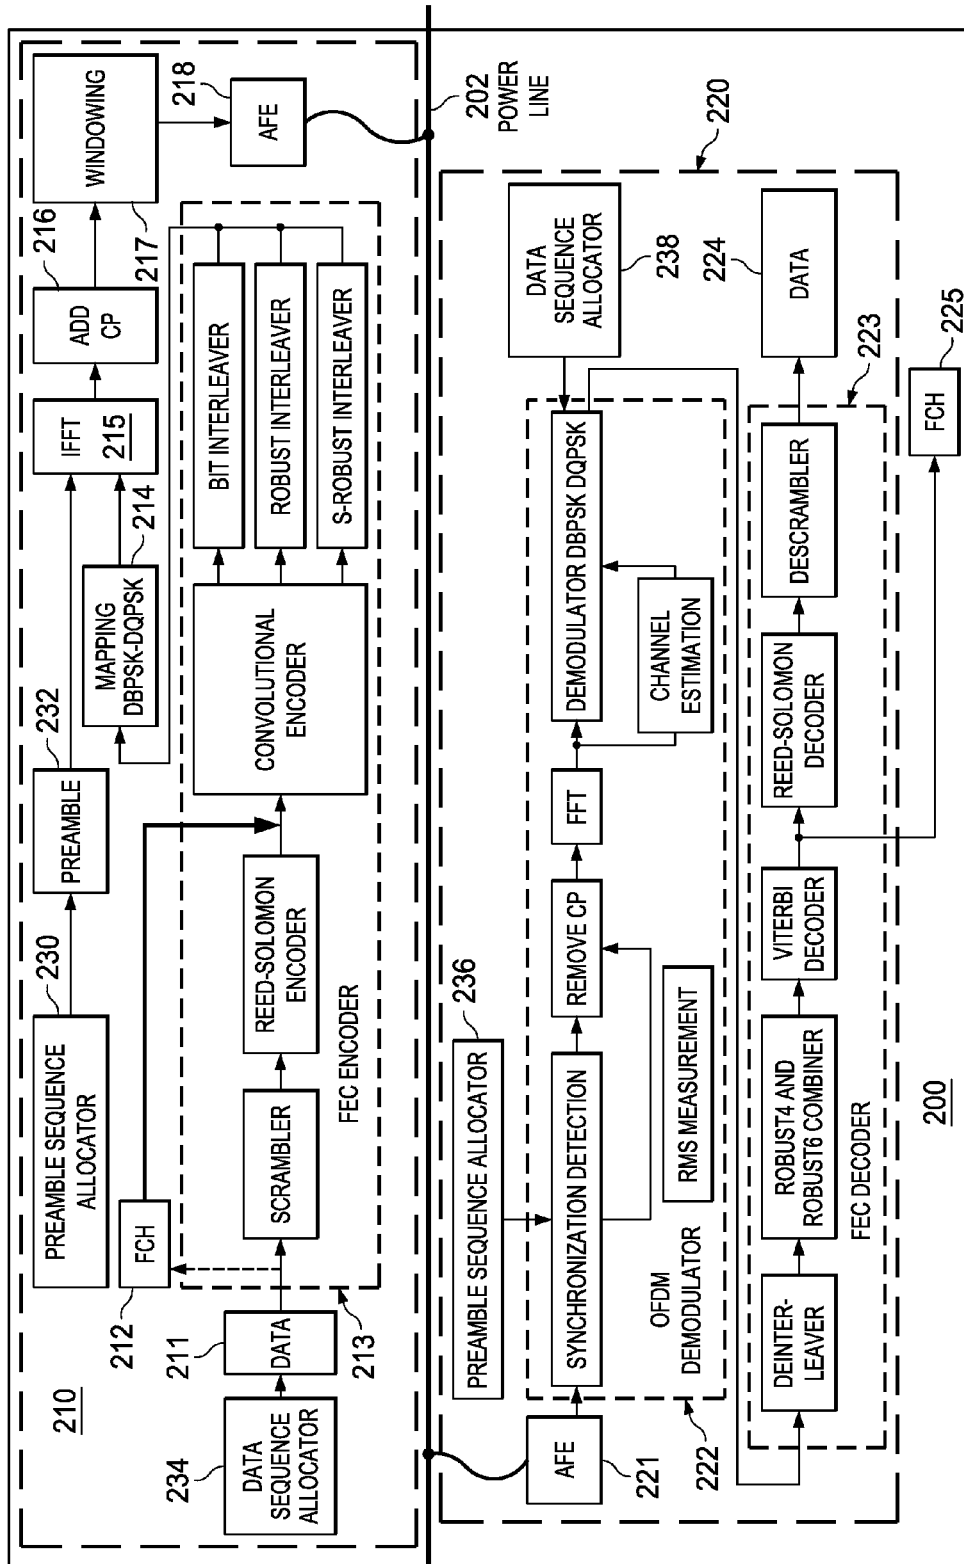 210
PREAMBLE SEQUENCE
ALLOCATOR
230
PREAMBLE
232
IFFT
215
ADD
CP
216
WINDOWING
217
AFE
218
MAPPING
DBPSK-DQPSK
214
FCH
212
DATA
SEQUENCE
ALLOCATOR
234
DATA
211
213
SCRAMBLER
REED-SOLOMON
ENCODER
CONVOLUTIONAL
ENCODER
BIT INTERLEAVER
ROBUST INTERLEAVER
S-ROBUST INTERLEAVER
FEC ENCODER
202
POWER
LINE
220
PREAMBLE SEQUENCE ALLOCATOR
236
DATA
SEQUENCE
ALLOCATOR
238
AFE
221
SYNCHRONIZATION DETECTION
REMOVE CP
FFT
DEMODULATOR DBPSK DQPSK
CHANNEL
ESTIMATION
RMS MEASUREMENT
OFDM
DEMODULATOR
222
DEINTER-
LEAVER
ROBUST4 AND
ROBUST6 COMBINER
VITERBI
DECODER
REED-SOLOMON
DECODER
DESCRAMBLER
DATA
224
FEC DECODER
223
FCH
225
200